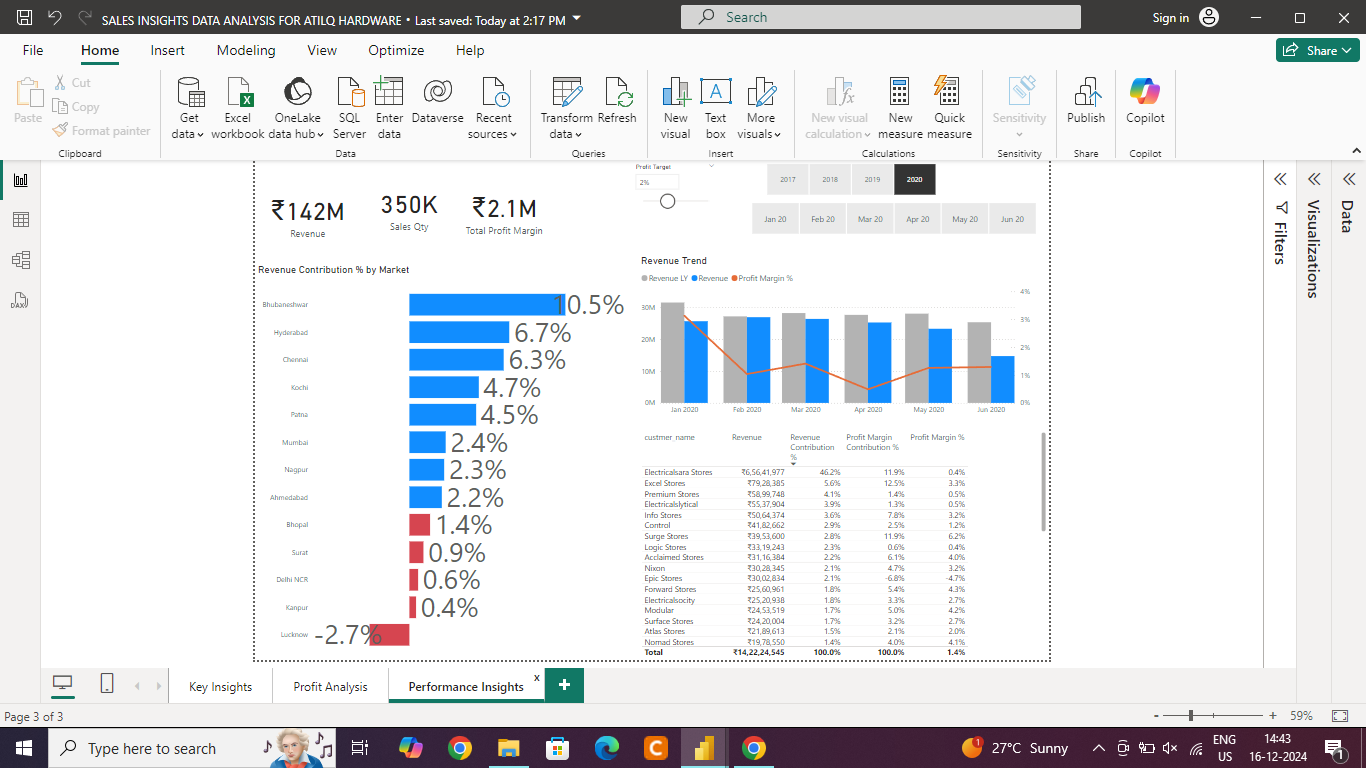 SALES INSIGHTS DATA ANALYSIS FOR ATILQ HARDWARE • Last saved: Today at 2:17 PM
Search
Sign in
File Home Insert Modeling View Optimize Help
Share
Paste
Cut
Copy
Format painter
Clipboard
Get data
Excel workbook
OneLake data hub
SQL Server
Enter data
Dataverse
Recent sources
Data
Transform data
Refresh
Queries
New visual
Text box
More visuals
Insert
New visual calculation
New measure
Quick measure
Calculations
Sensitivity
Sensitivity
Publish
Share
Copilot
Copilot
₹142M
Revenue
350K
Sales Qty
₹2.1M
Total Profit Margin
Profit Target
2%
2017 2018 2019 2020
Jan 20 Feb 20 Mar 20 Apr 20 May 20 Jun 20
Revenue Contribution % by Market
Bhubaneshwar 10.5%
Hyderabad 6.7%
Chennai 6.3%
Kochi 4.7%
Patna 4.5%
Mumbai 2.4%
Nagpur 2.3%
Ahmedabad 2.2%
Bhopal 1.4%
Surat 0.9%
Delhi NCR 0.6%
Kanpur 0.4%
Lucknow -2.7%
Revenue Trend
Revenue LY Revenue Profit Margin %
30M
20M
10M
0M
4%
3%
2%
1%
0%
Jan 2020 Feb 2020 Mar 2020 Apr 2020 May 2020 Jun 2020
custmer_name Revenue Revenue Contribution % Profit Margin Contribution % Profit Margin %
Electricalsara Stores ₹6,56,41,977 46.2% 11.9% 0.4%
Excel Stores ₹79,28,385 5.6% 12.5% 3.3%
Premium Stores ₹58,99,748 4.1% 1.4% 0.5%
Electricalslytical ₹55,37,904 3.9% 1.3% 0.5%
Info Stores ₹50,64,374 3.6% 7.8% 3.2%
Control ₹41,82,662 2.9% 2.5% 1.2%
Surge Stores ₹39,53,600 2.8% 11.9% 6.2%
Logic Stores ₹33,19,243 2.3% 0.6% 0.4%
Acclaimed Stores ₹31,16,384 2.2% 6.1% 4.0%
Nixon ₹30,28,345 2.1% 4.7% 3.2%
Epic Stores ₹30,02,834 2.1% -6.8% -4.7%
Forward Stores ₹25,60,961 1.8% 5.4% 4.3%
Electricalsocity ₹25,20,938 1.8% 3.3% 2.7%
Modular ₹24,53,519 1.7% 5.0% 4.2%
Surface Stores ₹24,20,004 1.7% 3.2% 2.7%
Atlas Stores ₹21,89,613 1.5% 2.1% 2.0%
Nomad Stores ₹19,78,550 1.4% 4.0% 4.1%
Total ₹14,22,24,545 100.0% 100.0% 1.4%
Filters
Visualizations
Data
Key Insights Profit Analysis Performance Insights x +
Page 3 of 3
- + 59%
Type here to search
27°C Sunny
ENG
US
14:43
16-12-2024
1